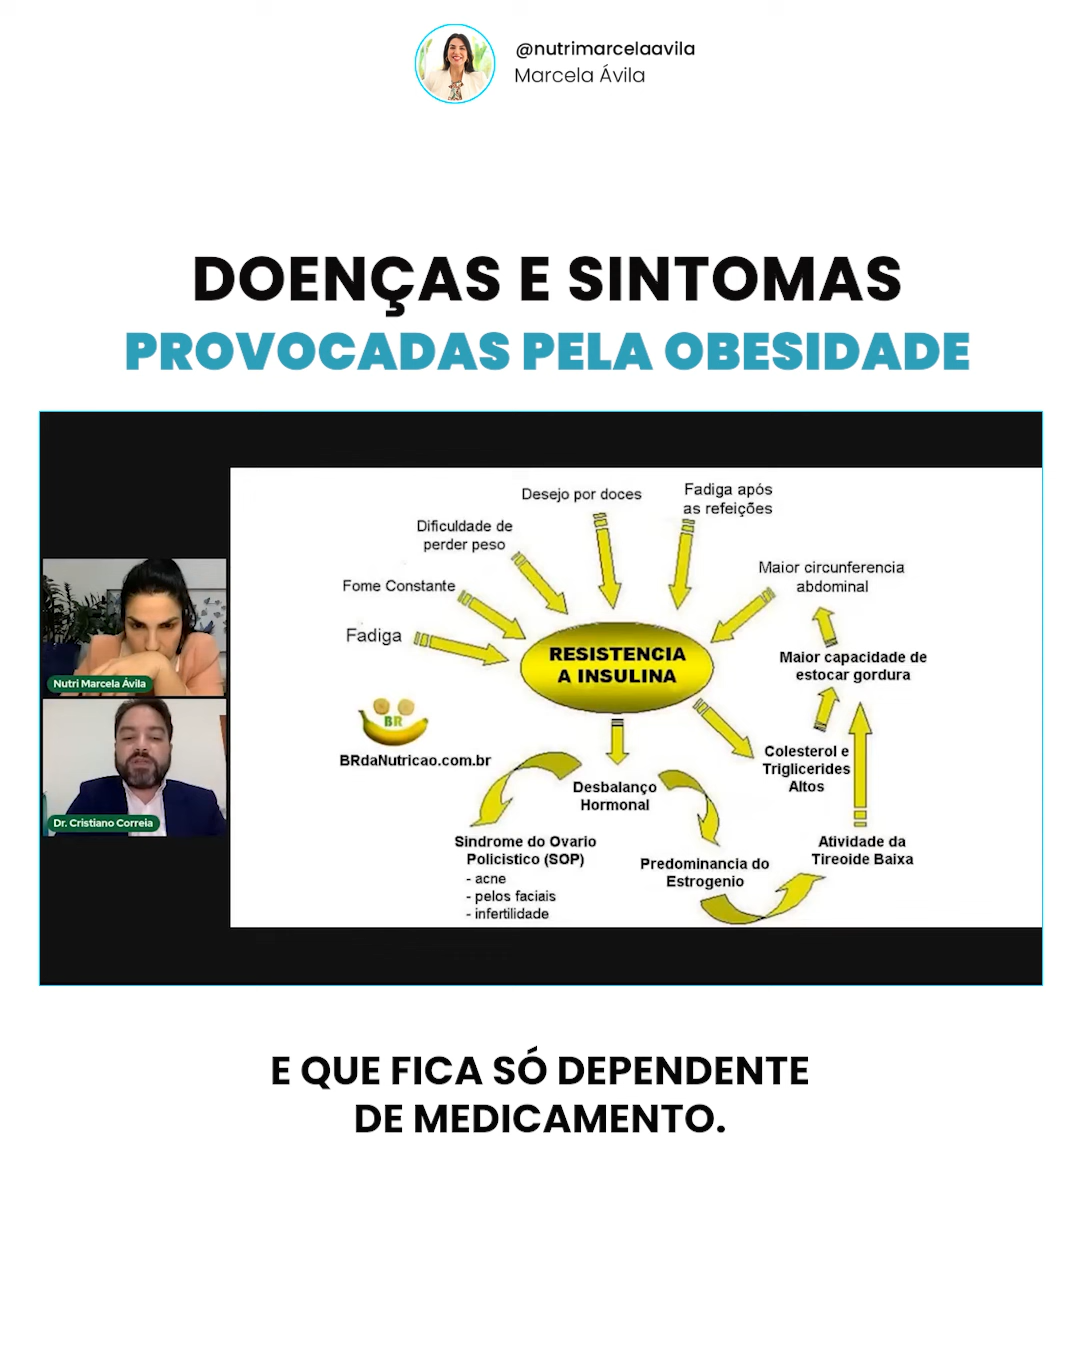 @nutrimarcelaavila
Marcela Ávila
DOENÇAS E SINTOMAS
PROVOCADAS PELA OBESIDADE
Desejo por doces
Fadiga após
as refeições
Dificuldade de
perder peso
Maior circunferencia
abdominal
Fome Constante
Fadiga
RESISTENCIA
A INSULINA
Maior capacidade de
estocar gordura
Nutri Marcela Ávila
BR
BRdaNutricao.com.br
Colesterol e
Triglicerides
Altos
Desbalanço
Hormonal
Dr. Cristiano Correia
Sindrome do Ovario
Policistico (SOP)
- acne
- pelos faciais
- infertilidade
Predominancia do
Estrogenio
Atividade da
Tireoide Baixa
E QUE FICA SÓ DEPENDENTE
DE MEDICAMENTO.